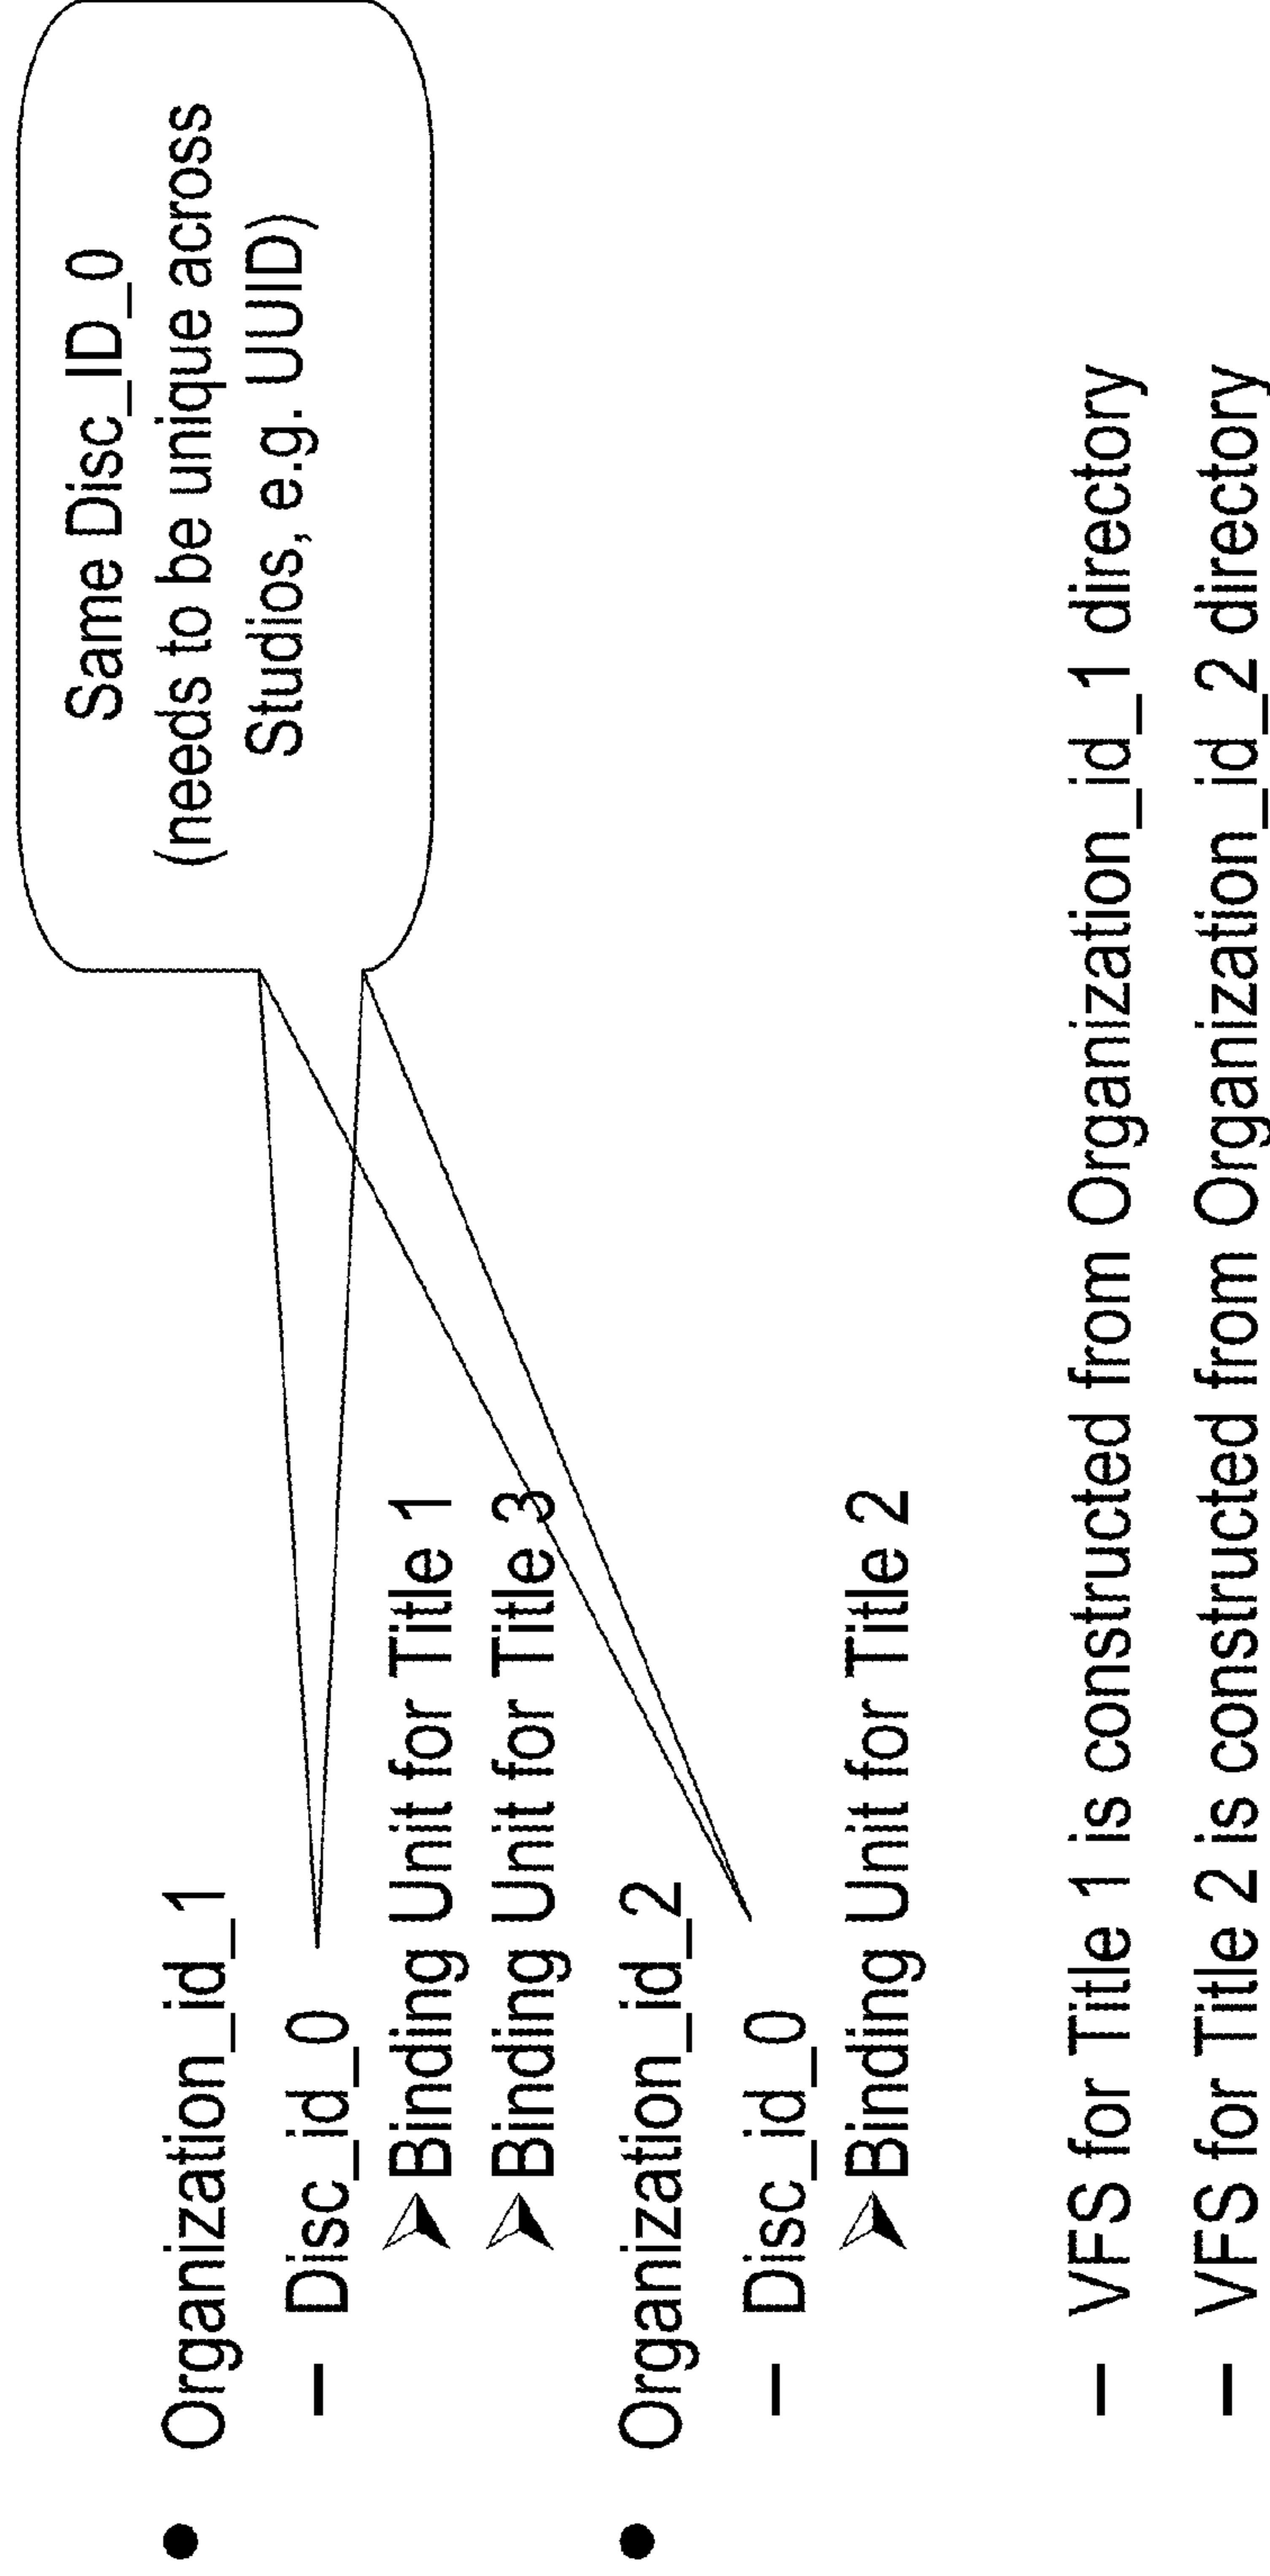 Same Disc_ID_0
(needs to be unique across
Studios, e.g. UUID)
• Organization_id_1
– Disc_id_0
➤ Binding Unit for Title 1
➤ Binding Unit for Title 3
• Organization_id_2
– Disc_id_0
➤ Binding Unit for Title 2
– VFS for Title 1 is constructed from Organization_id_1 directory
– VFS for Title 2 is constructed from Organization_id_2 directory